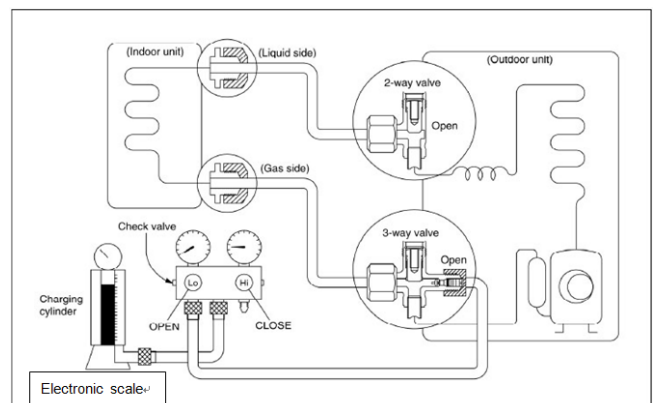 (Indoor unit)
(Liquid side)
(Outdoor unit)
2-way valve
Open
(Gas side)
Check valve
3-way valve
Open
Lo
Hi
Charging
cylinder
OPEN
CLOSE
Electronic scale